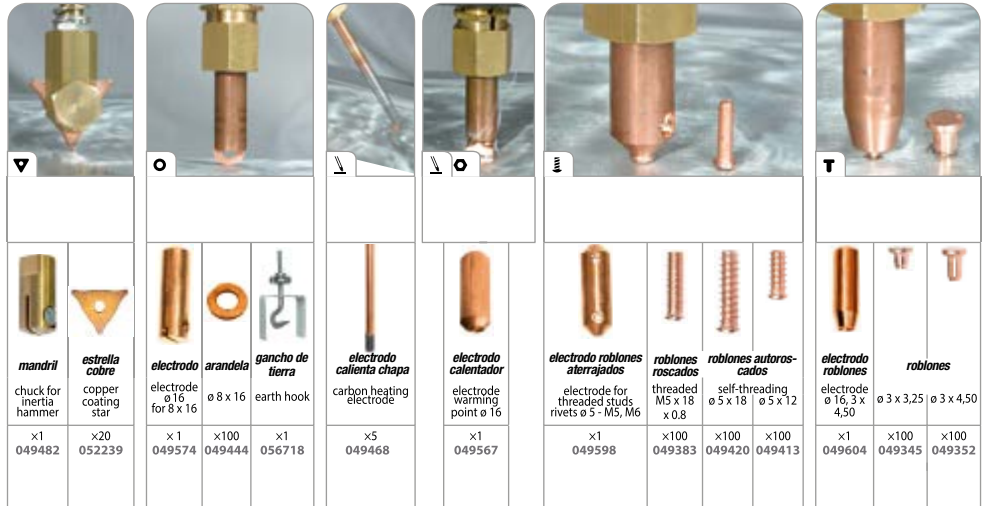 mandril
chuck for
inertia
hammer
×1
049482
estrella
cobre
copper
coating
star
×20
052239
electrodo
electrode
ø 16
for 8 x 16
× 1
049574
arandela
ø 8 x 16
×100
049444
gancho de
tierra
earth hook
×1
056718
electrodo
calienta chapa
carbon heating
electrode
×5
049468
electrodo
calentador
electrode
warming
point ø 16
×1
049567
electrodo roblones
aterrajados
electrode for
threaded studs
rivets ø 5 - M5, M6
×1
049598
roblones
roscados
threaded
M5 x 18
x 0.8
×100
049383
roblones autoros-
cados
self-threading
ø 5 x 18
ø 5 x 12
×100
×100
049420
049413
electrodo
roblones
electrode
ø 16, 3 x
4,50
×1
049604
roblones
ø 3 x 3,25
ø 3 x 4,50
×100
×100
049345
049352